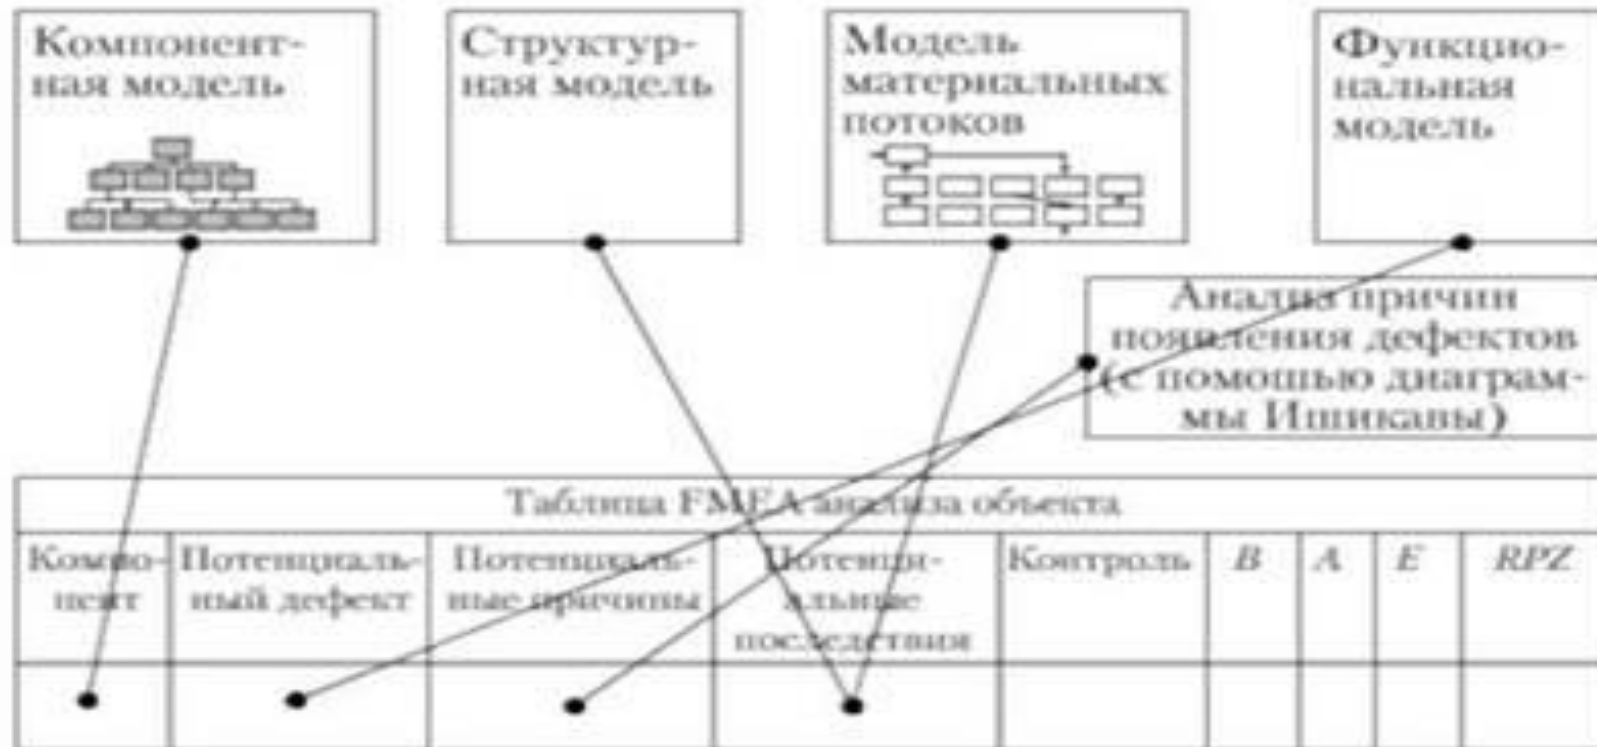 Компонент-
ная модель
Структур-
ная модель
Модель
материальных
потоков
Функцио-
нальная
модель
Анализ причин
появления дефектов
(с помощью диаграм-
мы Ишикавы)
Таблица FMEA анализа объекта
Компо-
нент
Потенциаль-
ный дефект
Потенциаль-
ные причины
Потенци-
альные
последствия
Контроль
B
A
E
RPZ